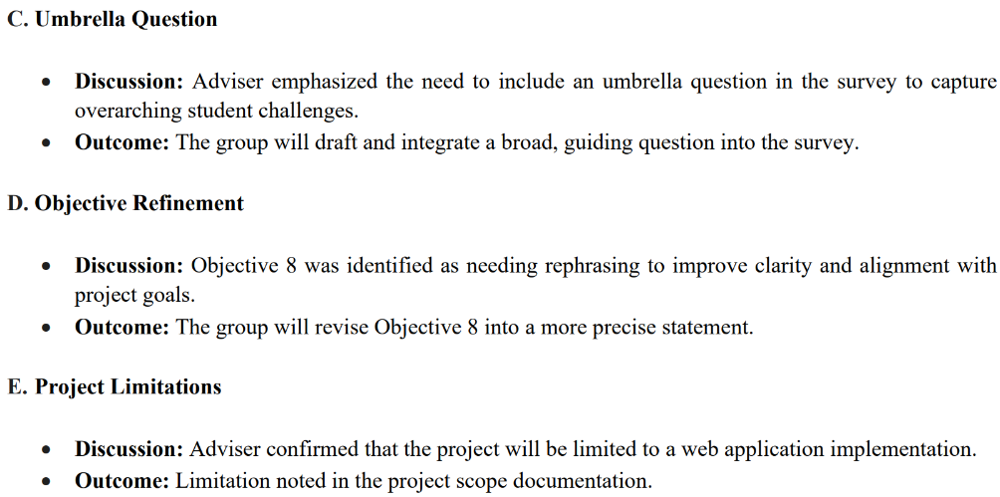 C. Umbrella Question
• Discussion: Adviser emphasized the need to include an umbrella question in the survey to capture
overarching student challenges.
• Outcome: The group will draft and integrate a broad, guiding question into the survey.
D. Objective Refinement
• Discussion: Objective 8 was identified as needing rephrasing to improve clarity and alignment with
project goals.
• Outcome: The group will revise Objective 8 into a more precise statement.
E. Project Limitations
• Discussion: Adviser confirmed that the project will be limited to a web application implementation.
• Outcome: Limitation noted in the project scope documentation.